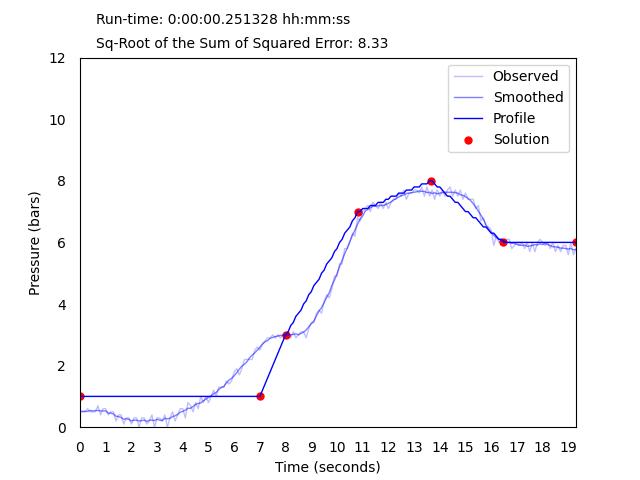 Run-time: 0:00:00.251328 hh:mm:ss
Sq-Root of the Sum of Squared Error: 8.33
12
10
8
6
4
2
0
Pressure (bars)
Observed
Smoothed
Profile
Solution
0 1 2 3 4 5 6 7 8 9 10 11 12 13 14 15 16 17 18 19
Time (seconds)